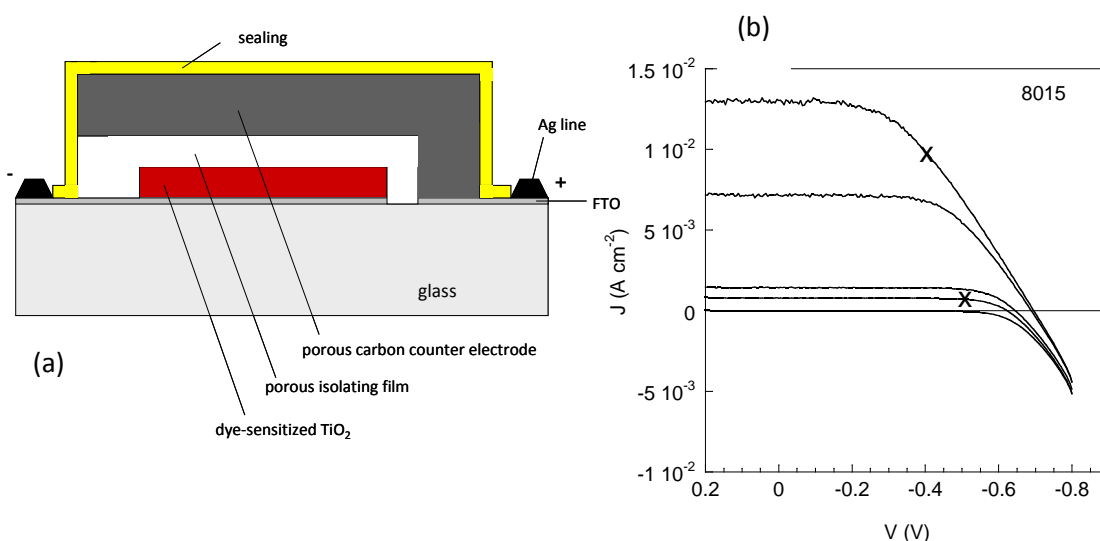 sealing
Ag line
-
+
FTO
glass
(a)
porous carbon counter electrode
porous isolating film
dye-sensitized TiO2
(b)
8015
1.5 10-2
1 10-2
5 10-3
0
-5 10-3
-1 10-2
J (A cm-2)
X
X
0.2 0 -0.2 -0.4 -0.6 -0.8
V (V)